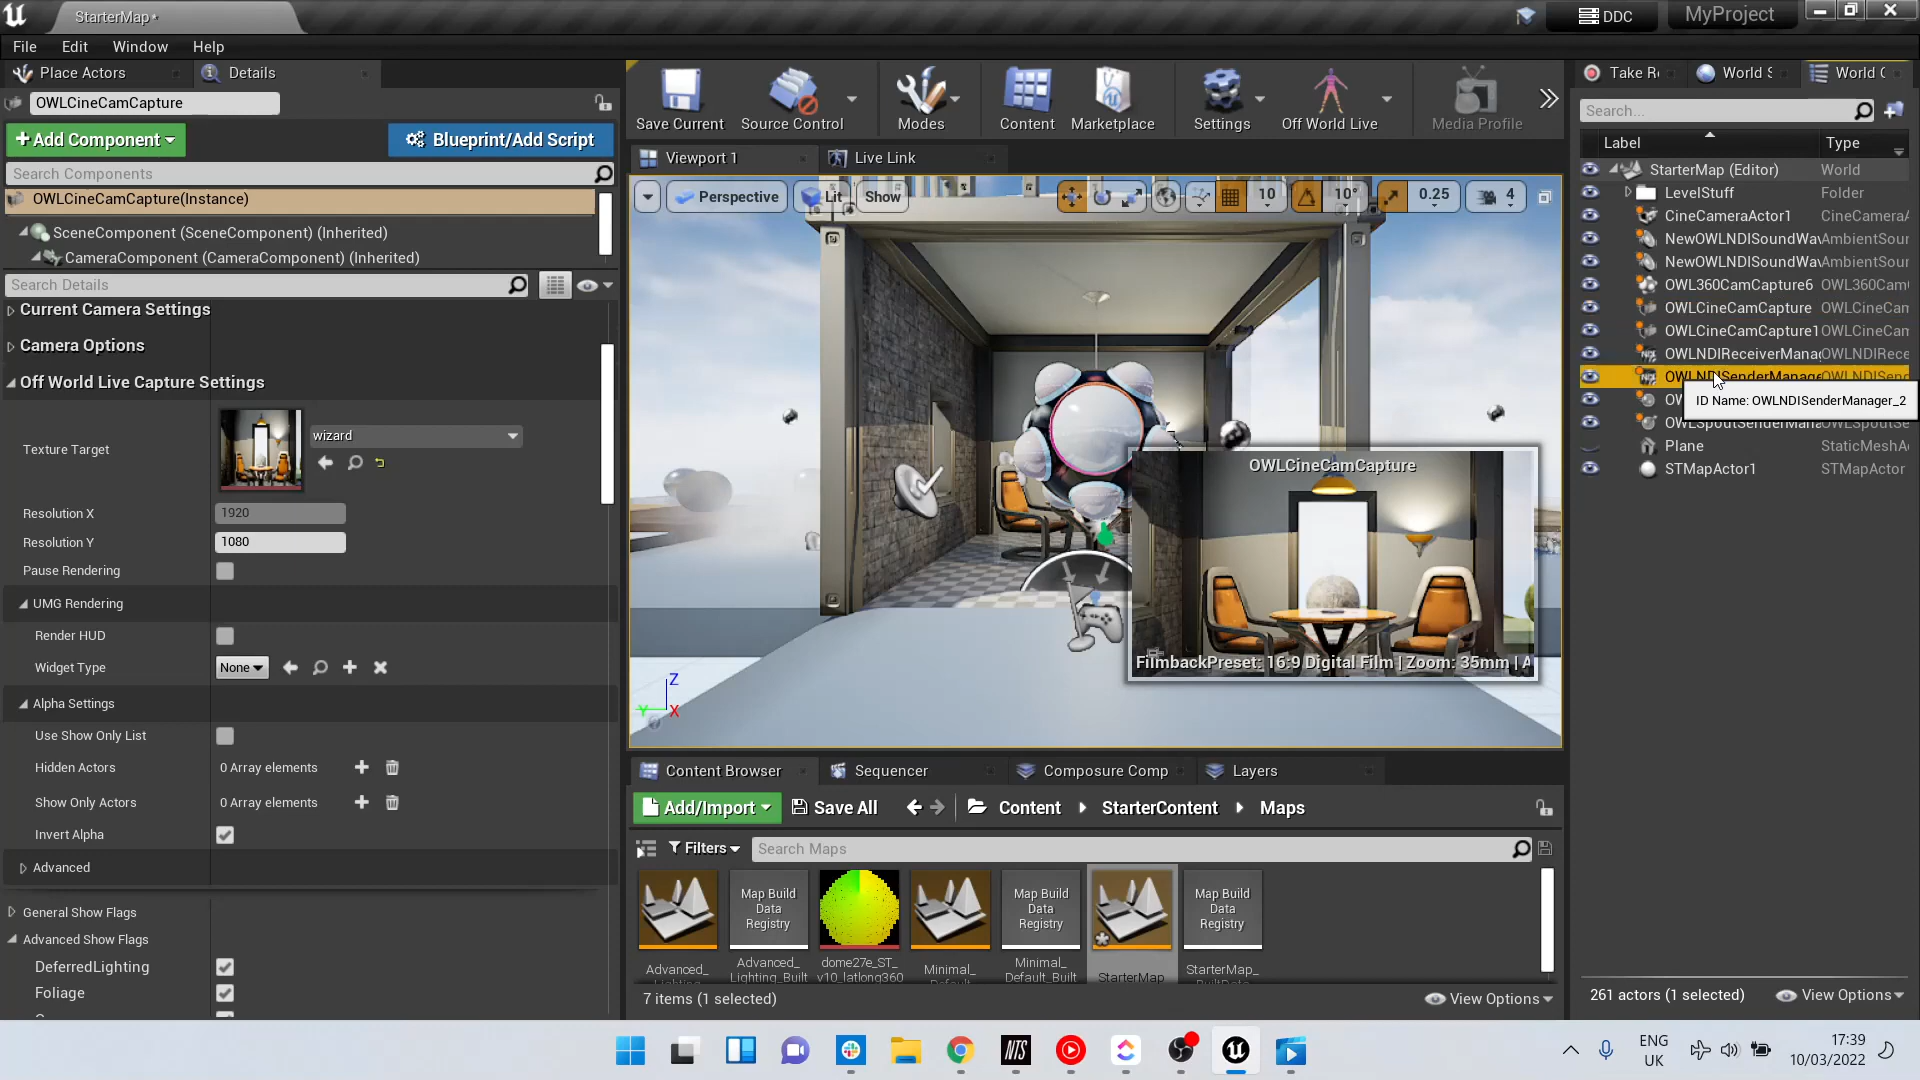 StarterMap•
DDC
MyProject
File Edit Window Help
Place Actors
Details
OWLCineCamCapture
Add Component
Blueprint/Add Script
Search Components
OWLCineCamCapture(Instance)
SceneComponent (SceneComponent) (Inherited)
CameraComponent (CameraComponent) (Inherited)
Search Details
Current Camera Settings
Camera Options
Off World Live Capture Settings
Texture Target
wizard
Resolution X 1920
Resolution Y 1080
Pause Rendering
UMG Rendering
Render HUD
Widget Type None
Alpha Settings
Use Show Only List
Hidden Actors 0 Array elements
Show Only Actors 0 Array elements
Invert Alpha
Advanced
General Show Flags
Advanced Show Flags
DeferredLighting
Foliage
Save Current
Source Control
Modes
Content
Marketplace
Settings
Off World Live
Media Profile
Viewport 1
Live Link
Perspective
Lit
Show
10
10°
0.25
4
OWLCineCamCapture
FilmbackPreset: 16:9 Digital Film | Zoom: 35mm | A
Z
Y
X
Content Browser
Sequencer
Composure Comp
Layers
Add/Import
Save All
Content
StarterContent
Maps
Filters
Search Maps
Map Build
Data
Registry
Map Build
Data
Registry
Map Build
Data
Registry
Advanced_
Advanced_
Lighting_Built
dome27e_ST_
v10_latlong360
Minimal_
Default
Minimal_
Default_Built
StarterMap
StarterMap_
7 items (1 selected)
View Options
Take R
World S
World
Search...
Label
Type
StarterMap (Editor) World
LevelStuff Folder
CineCameraActor1 CineCameraA
NewOWLNDISoundWav AmbientSour
NewOWLNDISoundWav AmbientSour
OWL360CamCapture6 OWL360Cam
OWLCineCamCapture OWLCineCam
OWLCineCamCapture1 OWLCineCam
OWLNDIReceiverManag OWLNDIRece
OWLNDISenderManage OWLNDISend
ID Name: OWLNDISenderManager_2
OW
OWLSpoutSenderMana OWLSpoutSe
Plane StaticMeshA
STMapActor1 STMapActor
261 actors (1 selected)
View Options
NTS
ENG
UK
17:39
10/03/2022